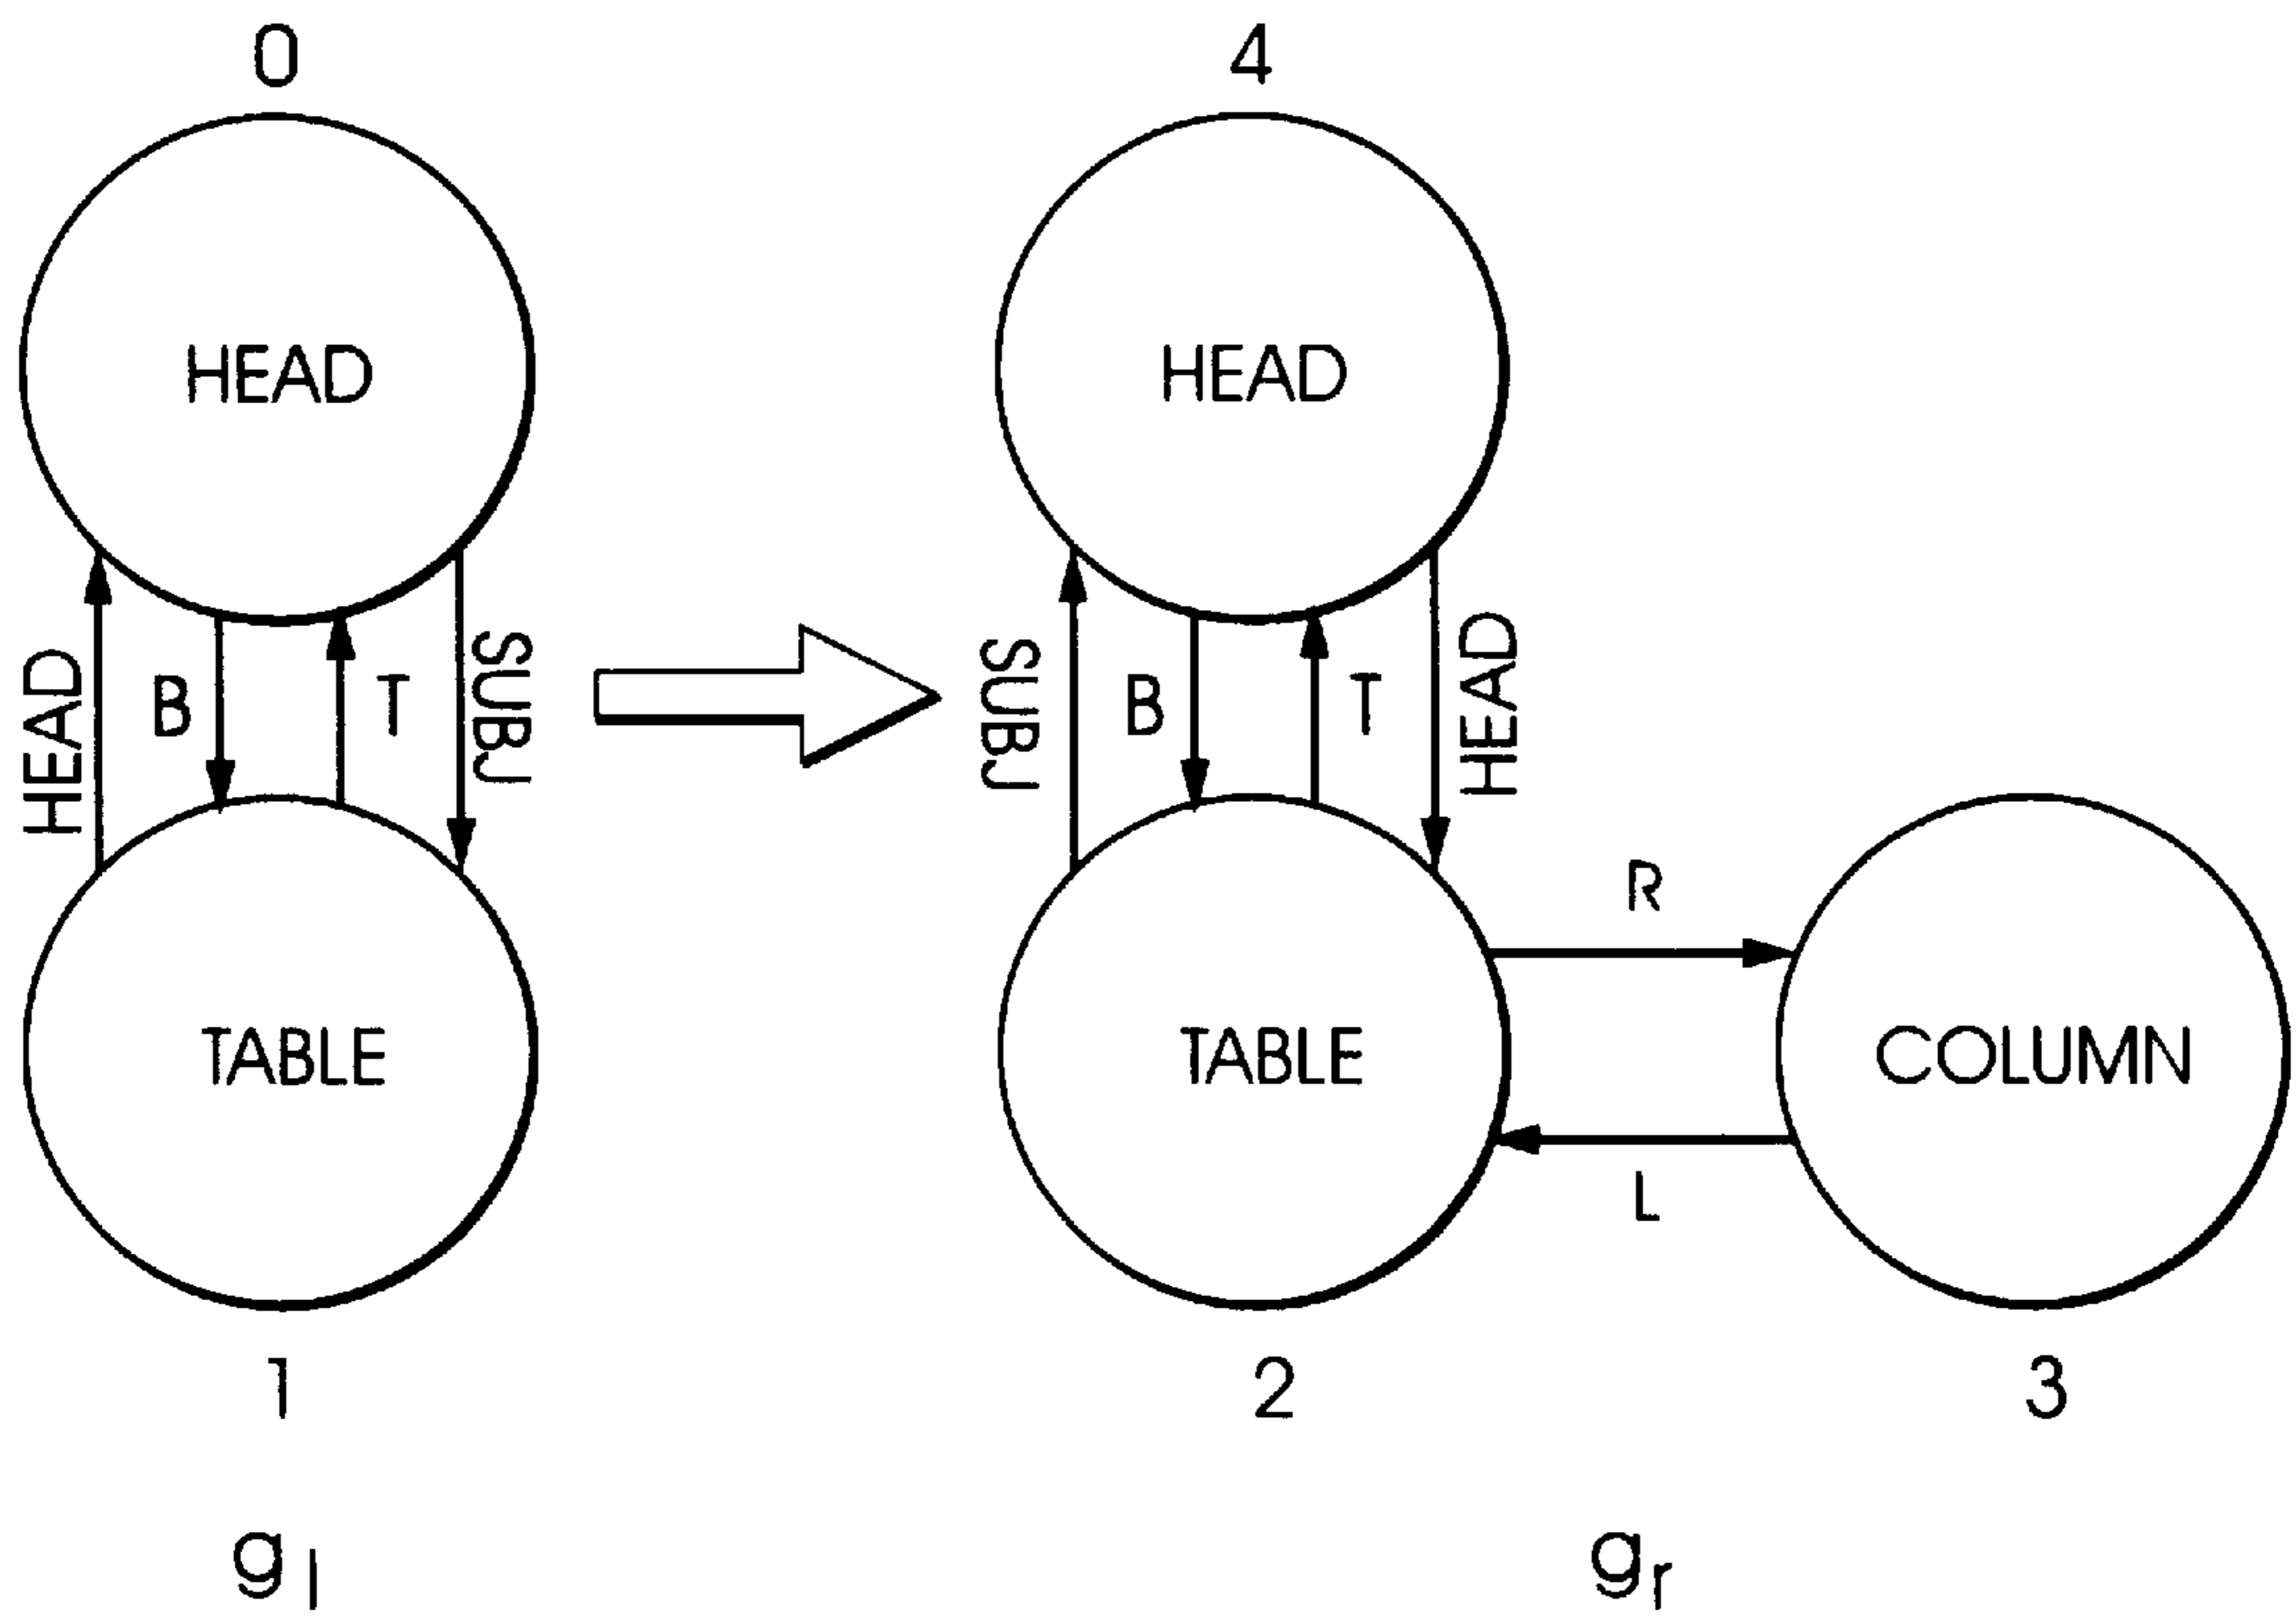 0
4
HEAD
HEAD
HEAD
B
T
SUBJ
SUBJ
B
T
HEAD
R
TABLE
TABLE
COLUMN
L
1
2
3
g l
g r